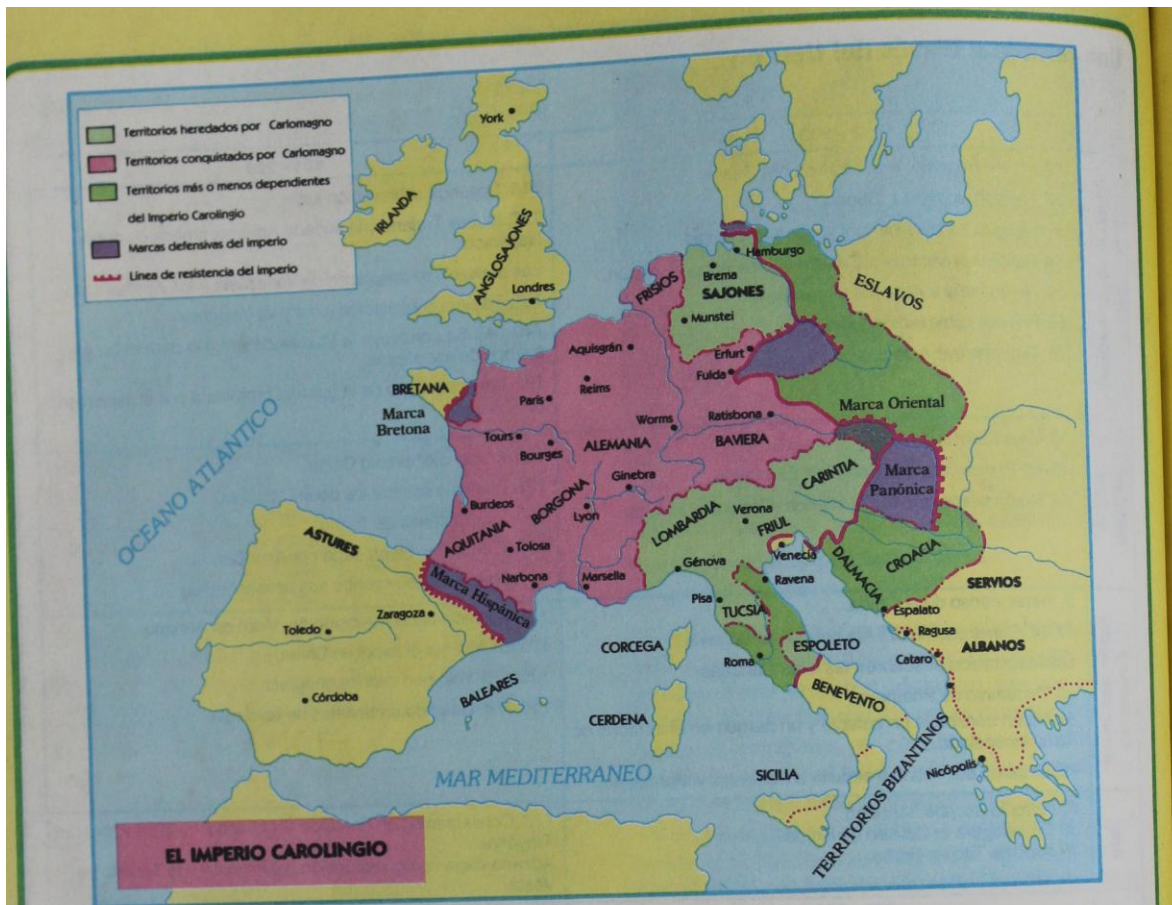 Territorios heredados por Carlomagno
Territorios conquistados por Carlomagno
Territorios más o menos dependientes
del Imperio Carolingio
Marcas defensivas del imperio
Linea de resistencia del imperio
York
IRLANDA
ANGLOSAJONES
Londres
Hamburgo
Brema
FRISIOS
SAJONES
ESLAVOS
Munstei
Aquisgrán
Erfurt
Fulda
Reims
BRETANA
Marca
Bretona
Paris
Marca Oriental
Worms
Ratisbona
Tours
Bourges
ALEMANIA
BAVIERA
OCEANO ATLANTICO
Ginebra
CARINTIA
Marca
Panónica
Burdeos
BORGONA
Lyon
LOMBARDIA
Verona
FRIUL
AQUITANIA
ASTURES
Tolosa
Venecia
DALMACIA
CROACIA
Génova
Marca Hispánica
Narbona
Marsella
Ravena
SERVIOS
Pisa
TUCSIA
Espalato
Zaragoza
Ragusa
Toledo
CORCEGA
Roma
ESPOLETO
Cataro
ALBANOS
BALEARES
Córdoba
BENEVENTO
CERDENA
MAR MEDITERRANEO
SICILIA
TERRITORIOS BIZANTINOS
Nicópolis
EL IMPERIO CAROLINGIO